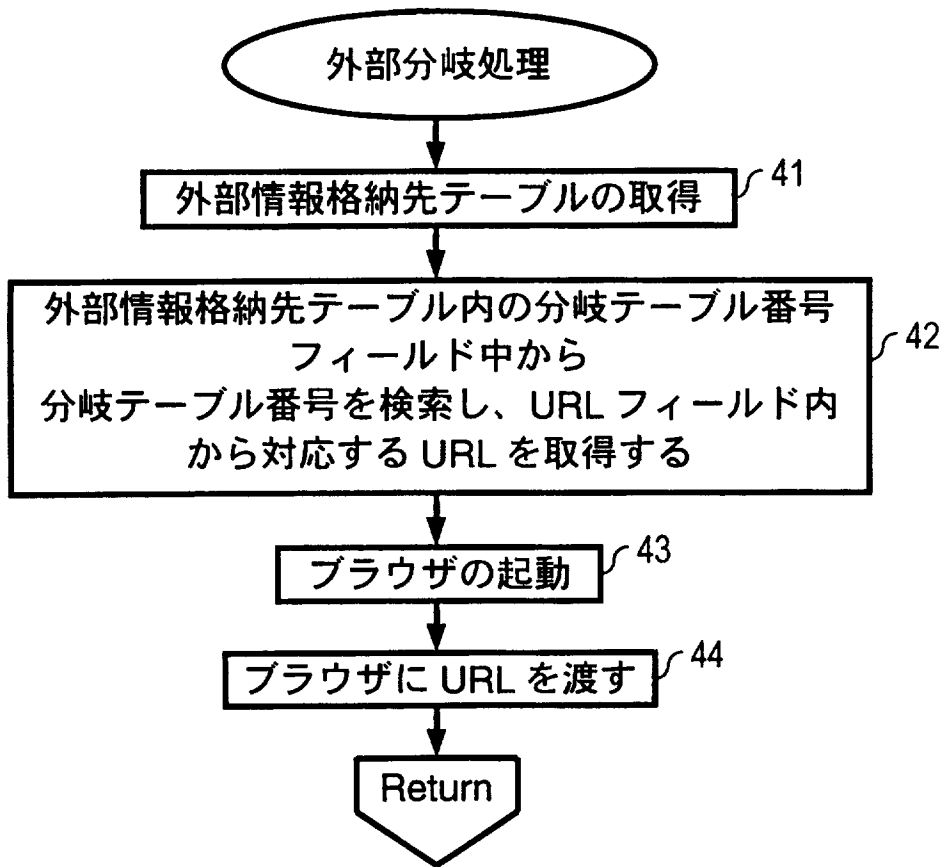 外部分岐処理
外部情報格納先テーブルの取得
41
外部情報格納先テーブル内の分岐テーブル番号
フィールド中から
分岐テーブル番号を検索し、URL フィールド内
から対応する URL を取得する
42
ブラウザの起動
43
ブラウザに URL を渡す
44
Return